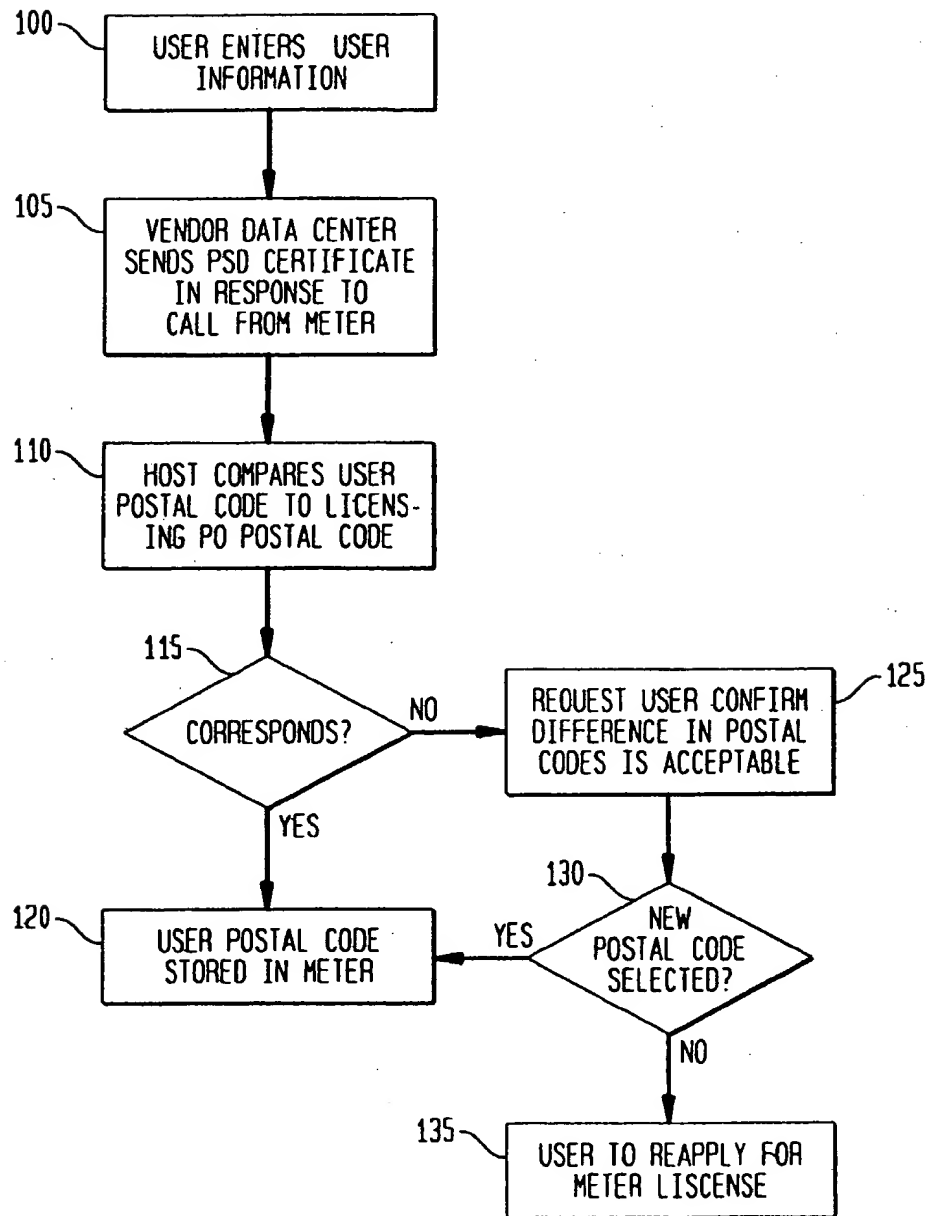 100
USER ENTERS USER
INFORMATION
105
VENDOR DATA CENTER
SENDS PSD CERTIFICATE
IN RESPONSE TO
CALL FROM METER
110
HOST COMPARES USER
POSTAL CODE TO LICENS-
ING PO POSTAL CODE
115
CORRESPONDS?
NO
YES
125
REQUEST USER CONFIRM
DIFFERENCE IN POSTAL
CODES IS ACCEPTABLE
120
USER POSTAL CODE
STORED IN METER
130
NEW
POSTAL CODE
SELECTED?
YES
NO
135
USER TO REAPPLY FOR
METER LISCENSE